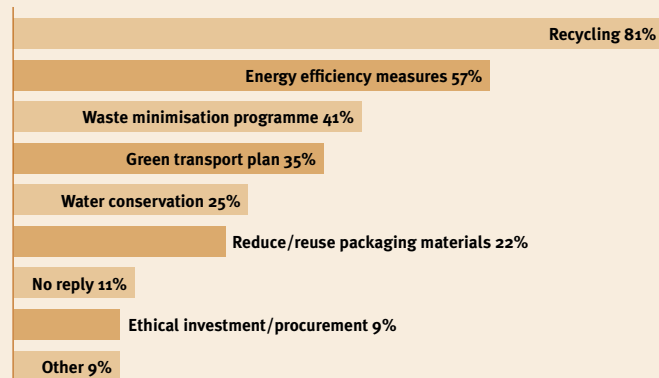 Recycling 81%
Energy efficiency measures 57%
Waste minimisation programme 41%
Green transport plan 35%
Water conservation 25%
Reduce/reuse packaging materials 22%
No reply 11%
Ethical investment/procurement 9%
Other 9%